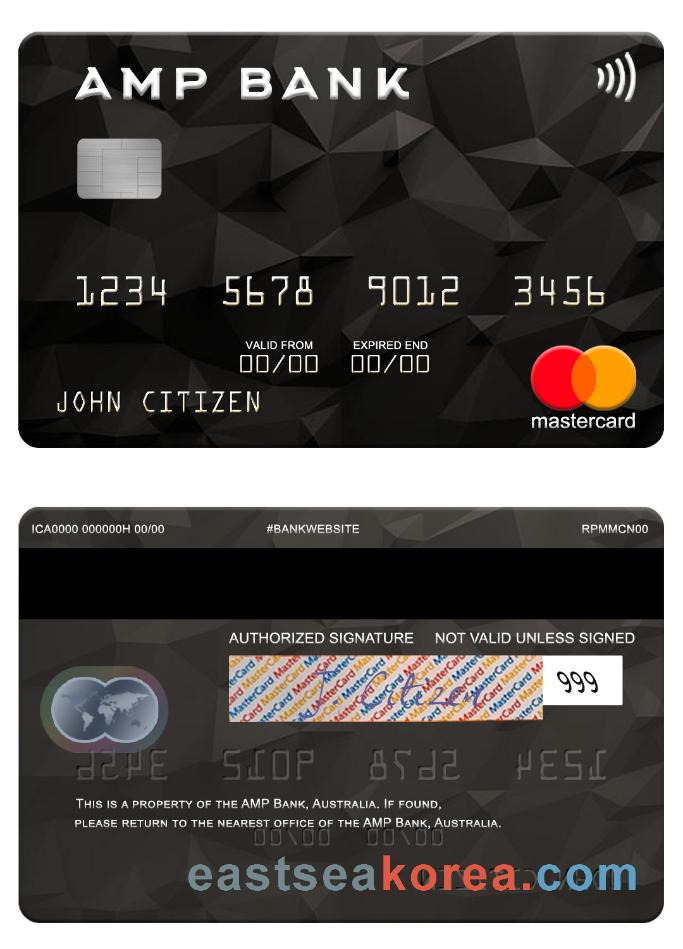 AMP BANK
1234 5678 9012 3456
VALID FROM EXPIRED END
00/00 00/00
JOHN CITIZEN
mastercard
ICA0000 000000H 00/00 #BANKWEBSITE RPMMCN00
AUTHORIZED SIGNATURE NOT VALID UNLESS SIGNED
J. Citizen 999
THIS IS A PROPERTY OF THE AMP BANK, AUSTRALIA. IF FOUND,
PLEASE RETURN TO THE NEAREST OFFICE OF THE AMP BANK, AUSTRALIA.
eastseakorea.com